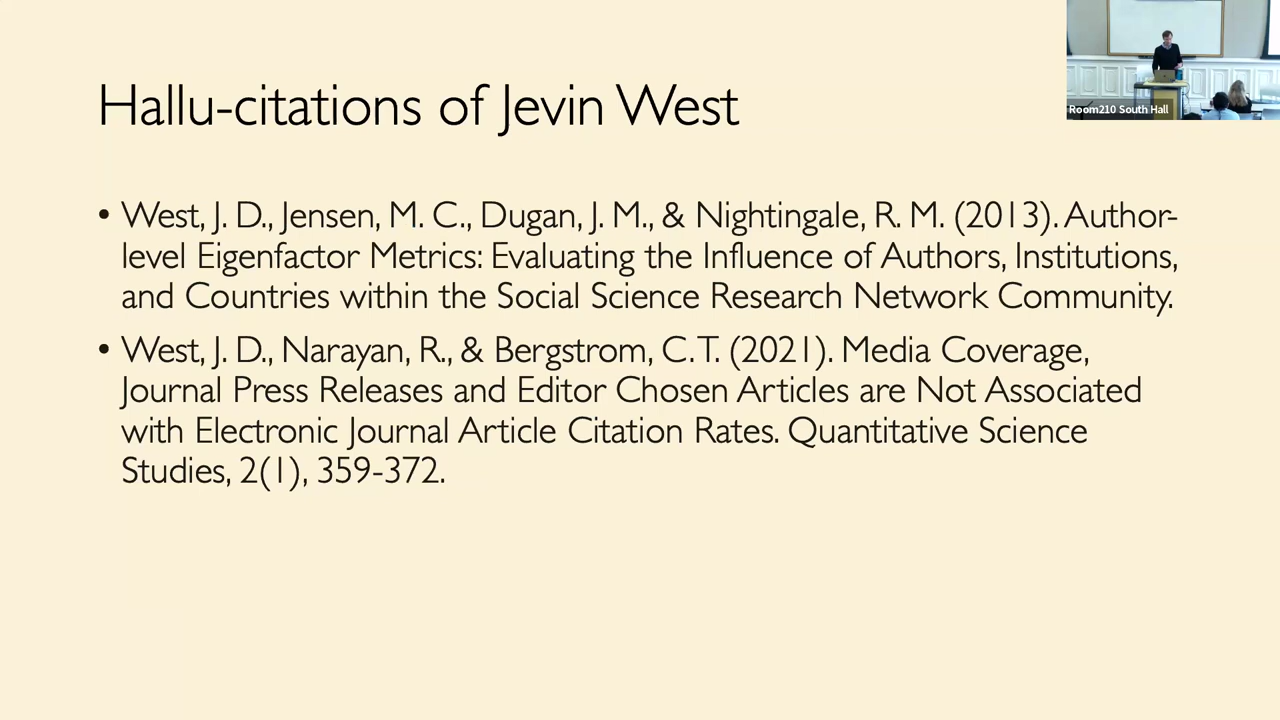 Hallu-citations of Jevin West
Room210 South Hall
• West, J. D., Jensen, M. C., Dugan, J. M., & Nightingale, R. M. (2013). Author-
level Eigenfactor Metrics: Evaluating the Influence of Authors, Institutions,
and Countries within the Social Science Research Network Community.
• West, J. D., Narayan, R., & Bergstrom, C. T. (2021). Media Coverage,
Journal Press Releases and Editor Chosen Articles are Not Associated
with Electronic Journal Article Citation Rates. Quantitative Science
Studies, 2(1), 359-372.